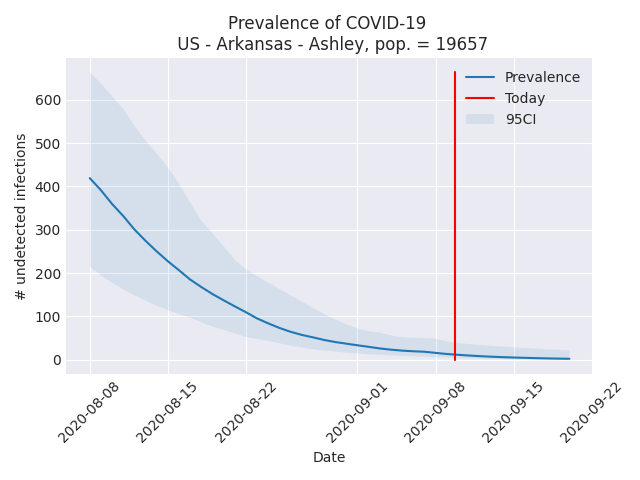 Prevalence of COVID-19
US - Arkansas - Ashley, pop. = 19657
Prevalence
Today
95CI
# undetected infections
600
500
400
300
200
100
0
2020-08-08
2020-08-15
2020-08-22
2020-09-01
2020-09-08
2020-09-15
2020-09-22
Date